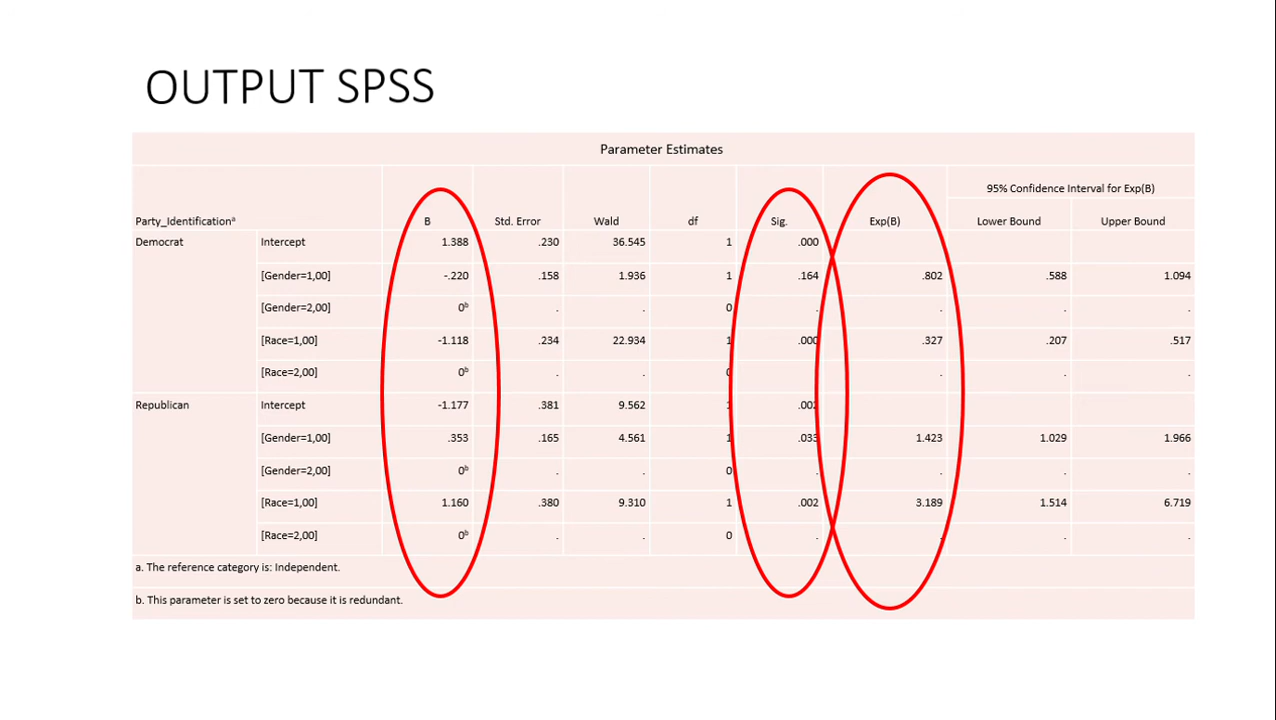 OUTPUT SPSS
Parameter Estimates
95% Confidence Interval for Exp(B)
Party_Identificationᵃ B Std. Error Wald df Sig. Exp(B) Lower Bound Upper Bound
Democrat Intercept 1.388 .230 36.545 1 .000
[Gender=1,00] -.220 .158 1.936 1 .164 .802 .588 1.094
[Gender=2,00] 0ᵇ . . 0 . . . .
[Race=1,00] -1.118 .234 22.934 1 .000 .327 .207 .517
[Race=2,00] 0ᵇ . . 0 . . . .
Republican Intercept -1.177 .381 9.562 1 .002
[Gender=1,00] .353 .165 4.561 1 .033 1.423 1.029 1.966
[Gender=2,00] 0ᵇ . . 0 . . . .
[Race=1,00] 1.160 .380 9.310 1 .002 3.189 1.514 6.719
[Race=2,00] 0ᵇ . . 0 . . . .
a. The reference category is: Independent.
b. This parameter is set to zero because it is redundant.